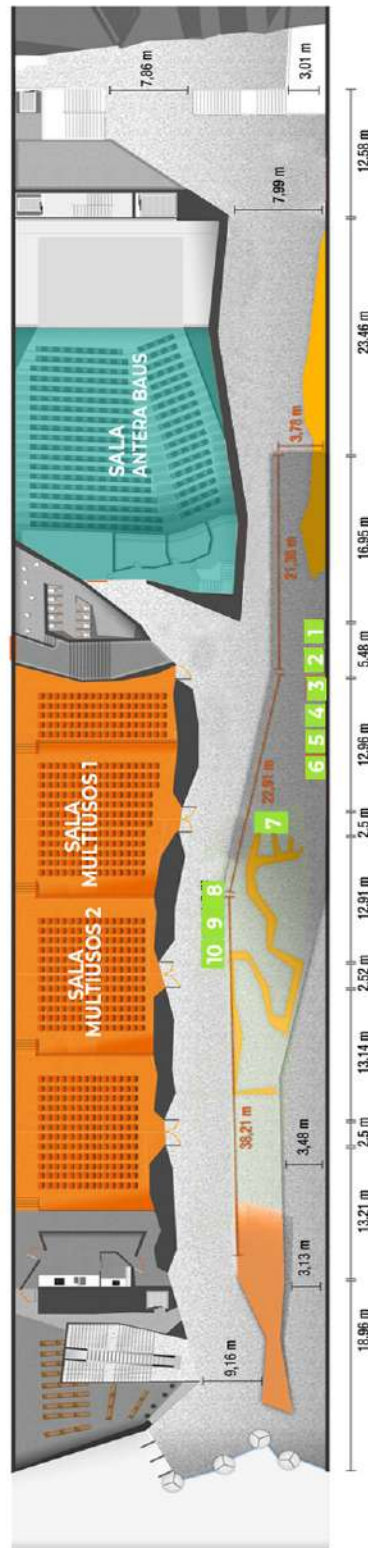 7,86 m
3,01 m
12.58 m
7,99 m
23.46 m
SALA
ANTERA BAUS
3,78 m
21,36 m
16.95 m
5.48 m
1
2
3
4
5
6
12.96 m
SALA
MULTIUSOS 1
22,91 m
7
2.5 m
12.91 m
8
9
10
SALA
MULTIUSOS 2
2.52 m
13.14 m
38,21 m
2.5 m
3,48 m
13.21 m
3,13 m
9,16 m
18.96 m